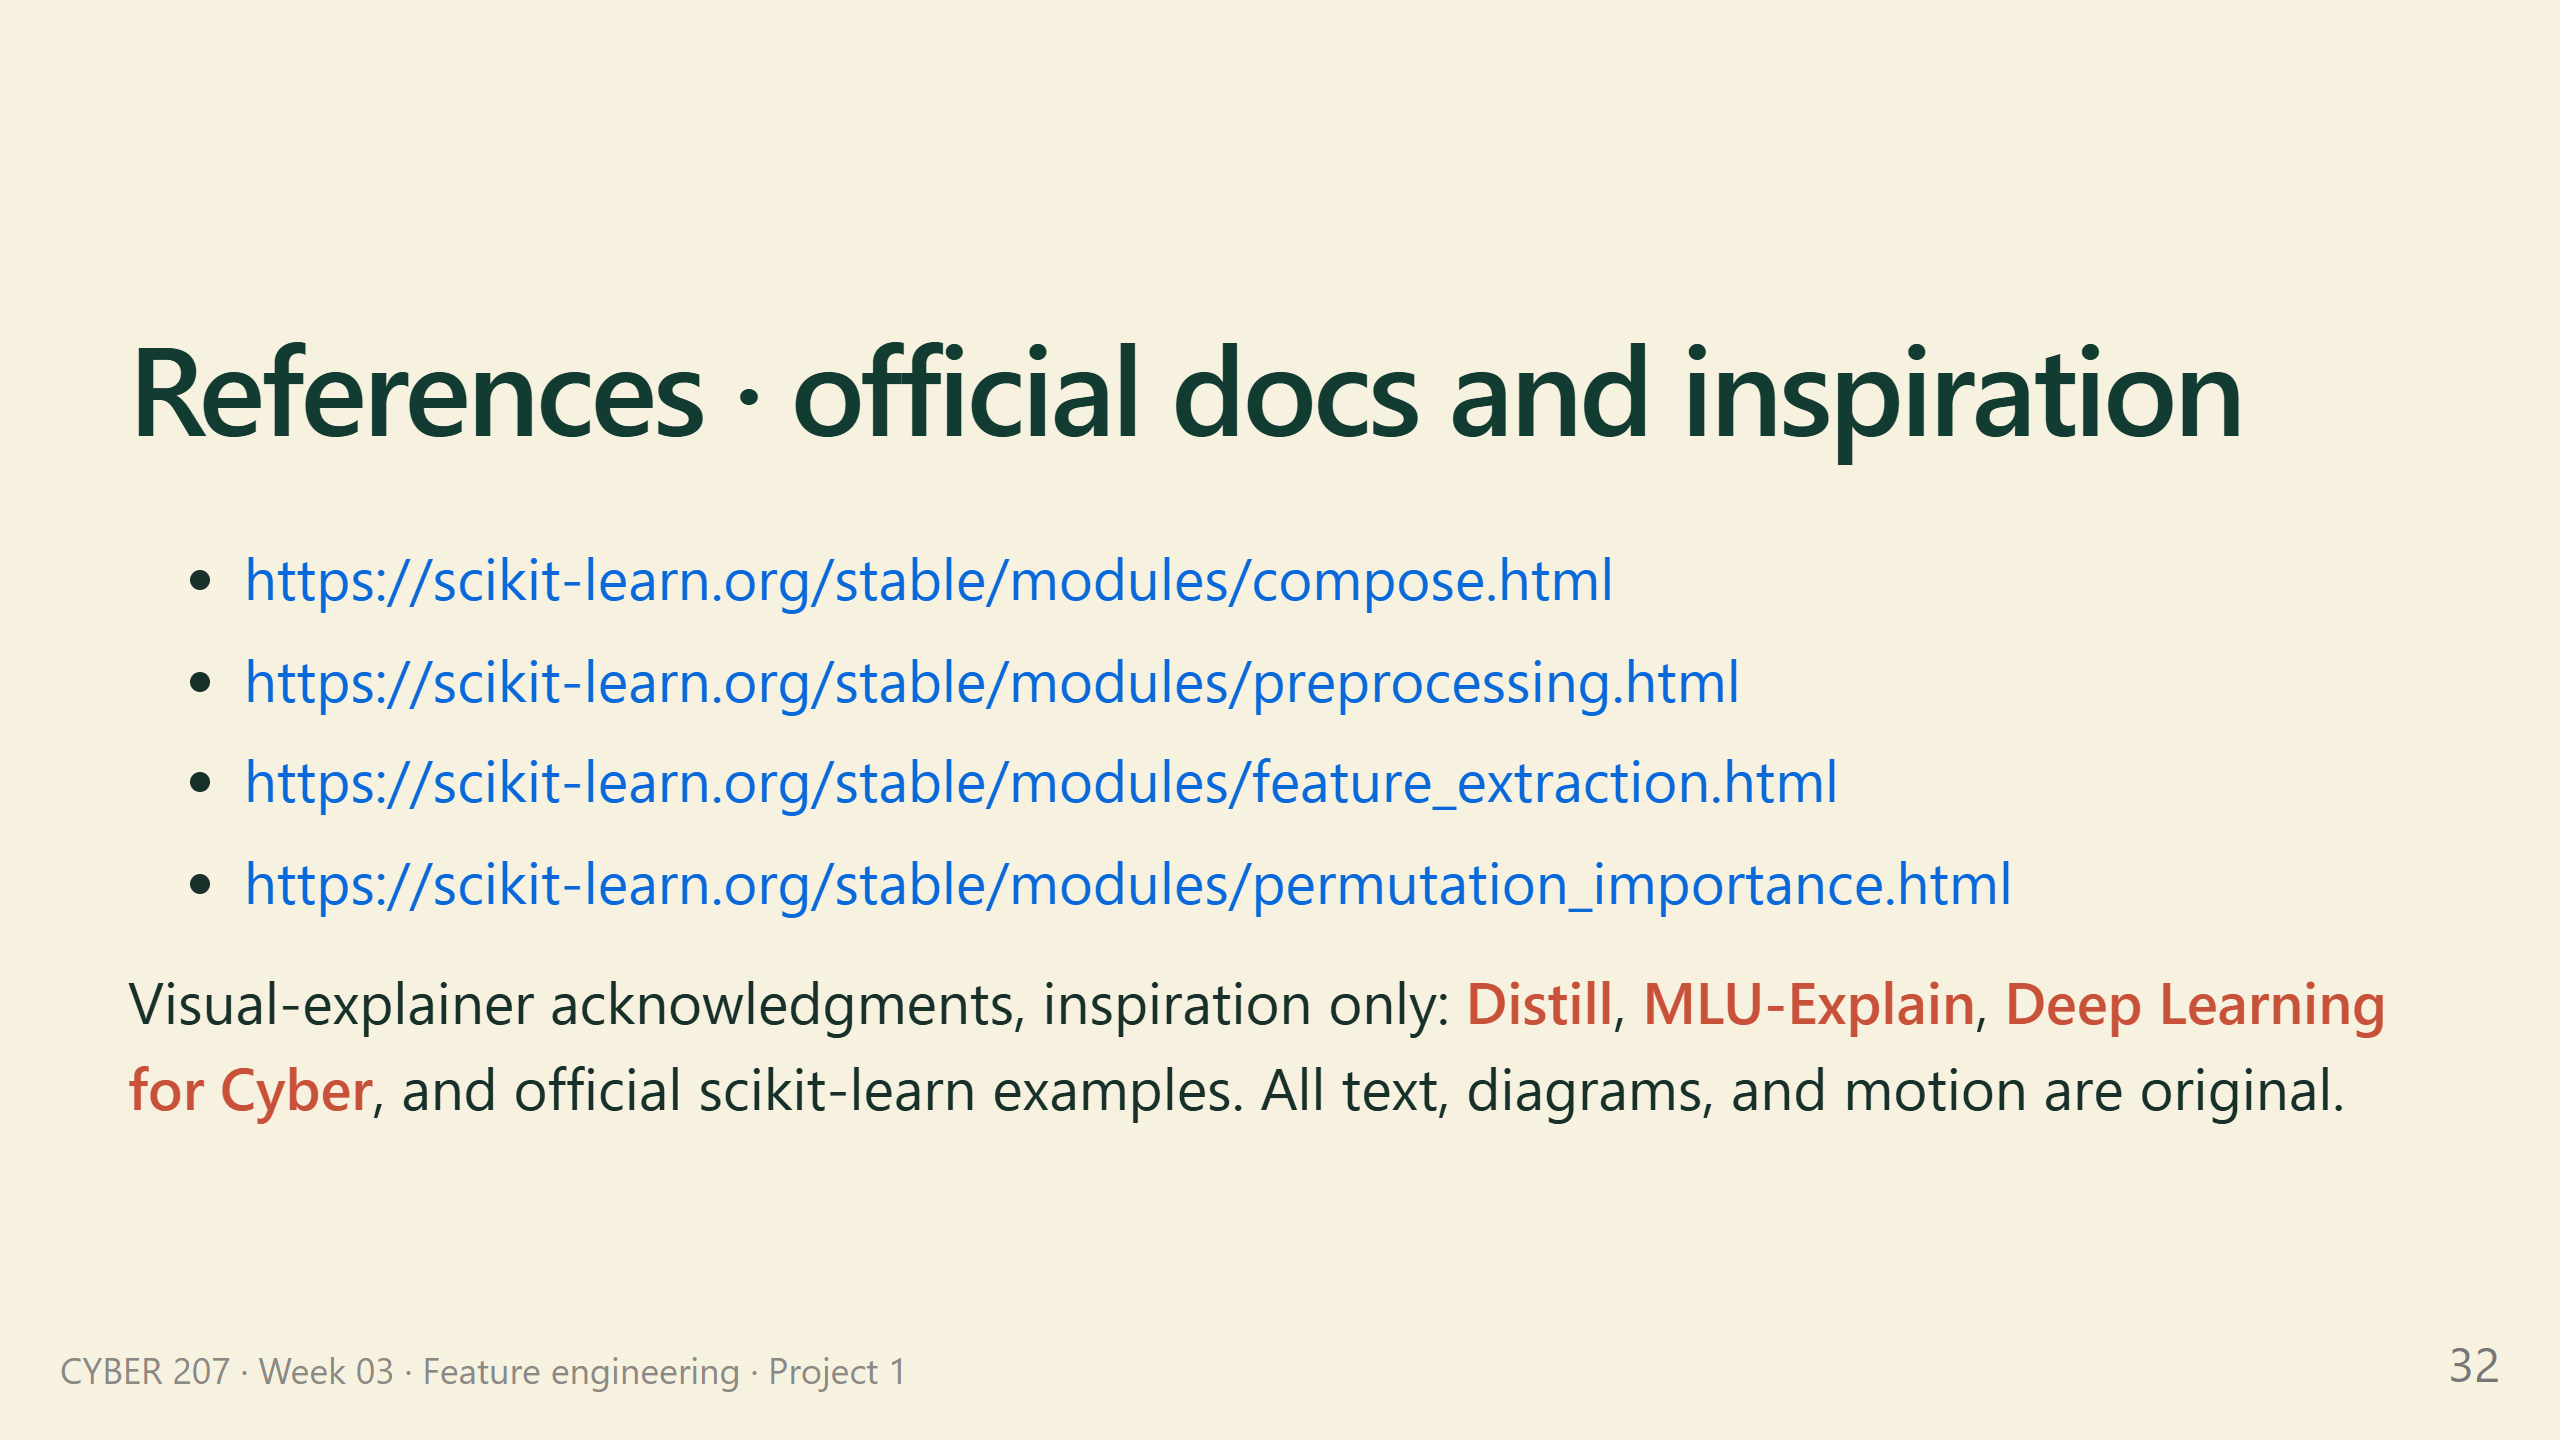 References · official docs and inspiration
• https://scikit-learn.org/stable/modules/compose.html
• https://scikit-learn.org/stable/modules/preprocessing.html
• https://scikit-learn.org/stable/modules/feature_extraction.html
• https://scikit-learn.org/stable/modules/permutation_importance.html
Visual-explainer acknowledgments, inspiration only: Distill, MLU-Explain, Deep Learning
for Cyber, and official scikit-learn examples. All text, diagrams, and motion are original.
CYBER 207 · Week 03 · Feature engineering · Project 1
32